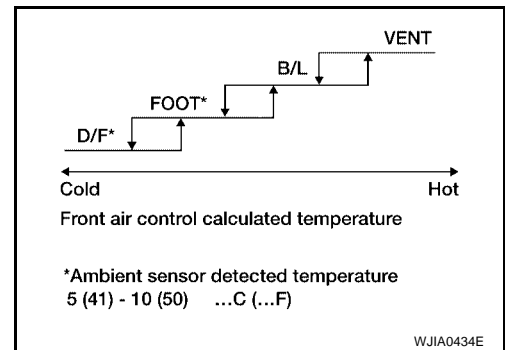 VENT
B/L
FOOT*
D/F*
Cold Hot
Front air control calculated temperature
*Ambient sensor detected temperature
5 (41) - 10 (50) ...C (...F)
WJIA0434E